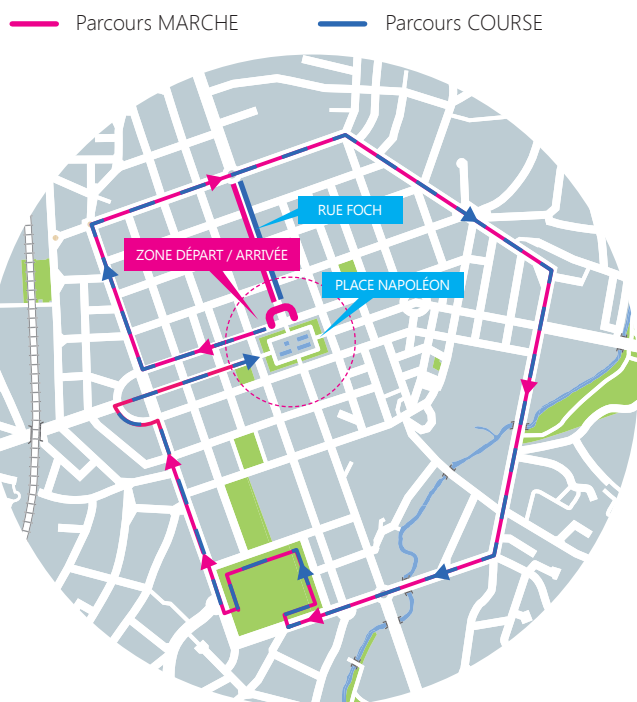 Parcours MARCHE
Parcours COURSE
RUE FOCH
ZONE DÉPART / ARRIVÉE
PLACE NAPOLÉON